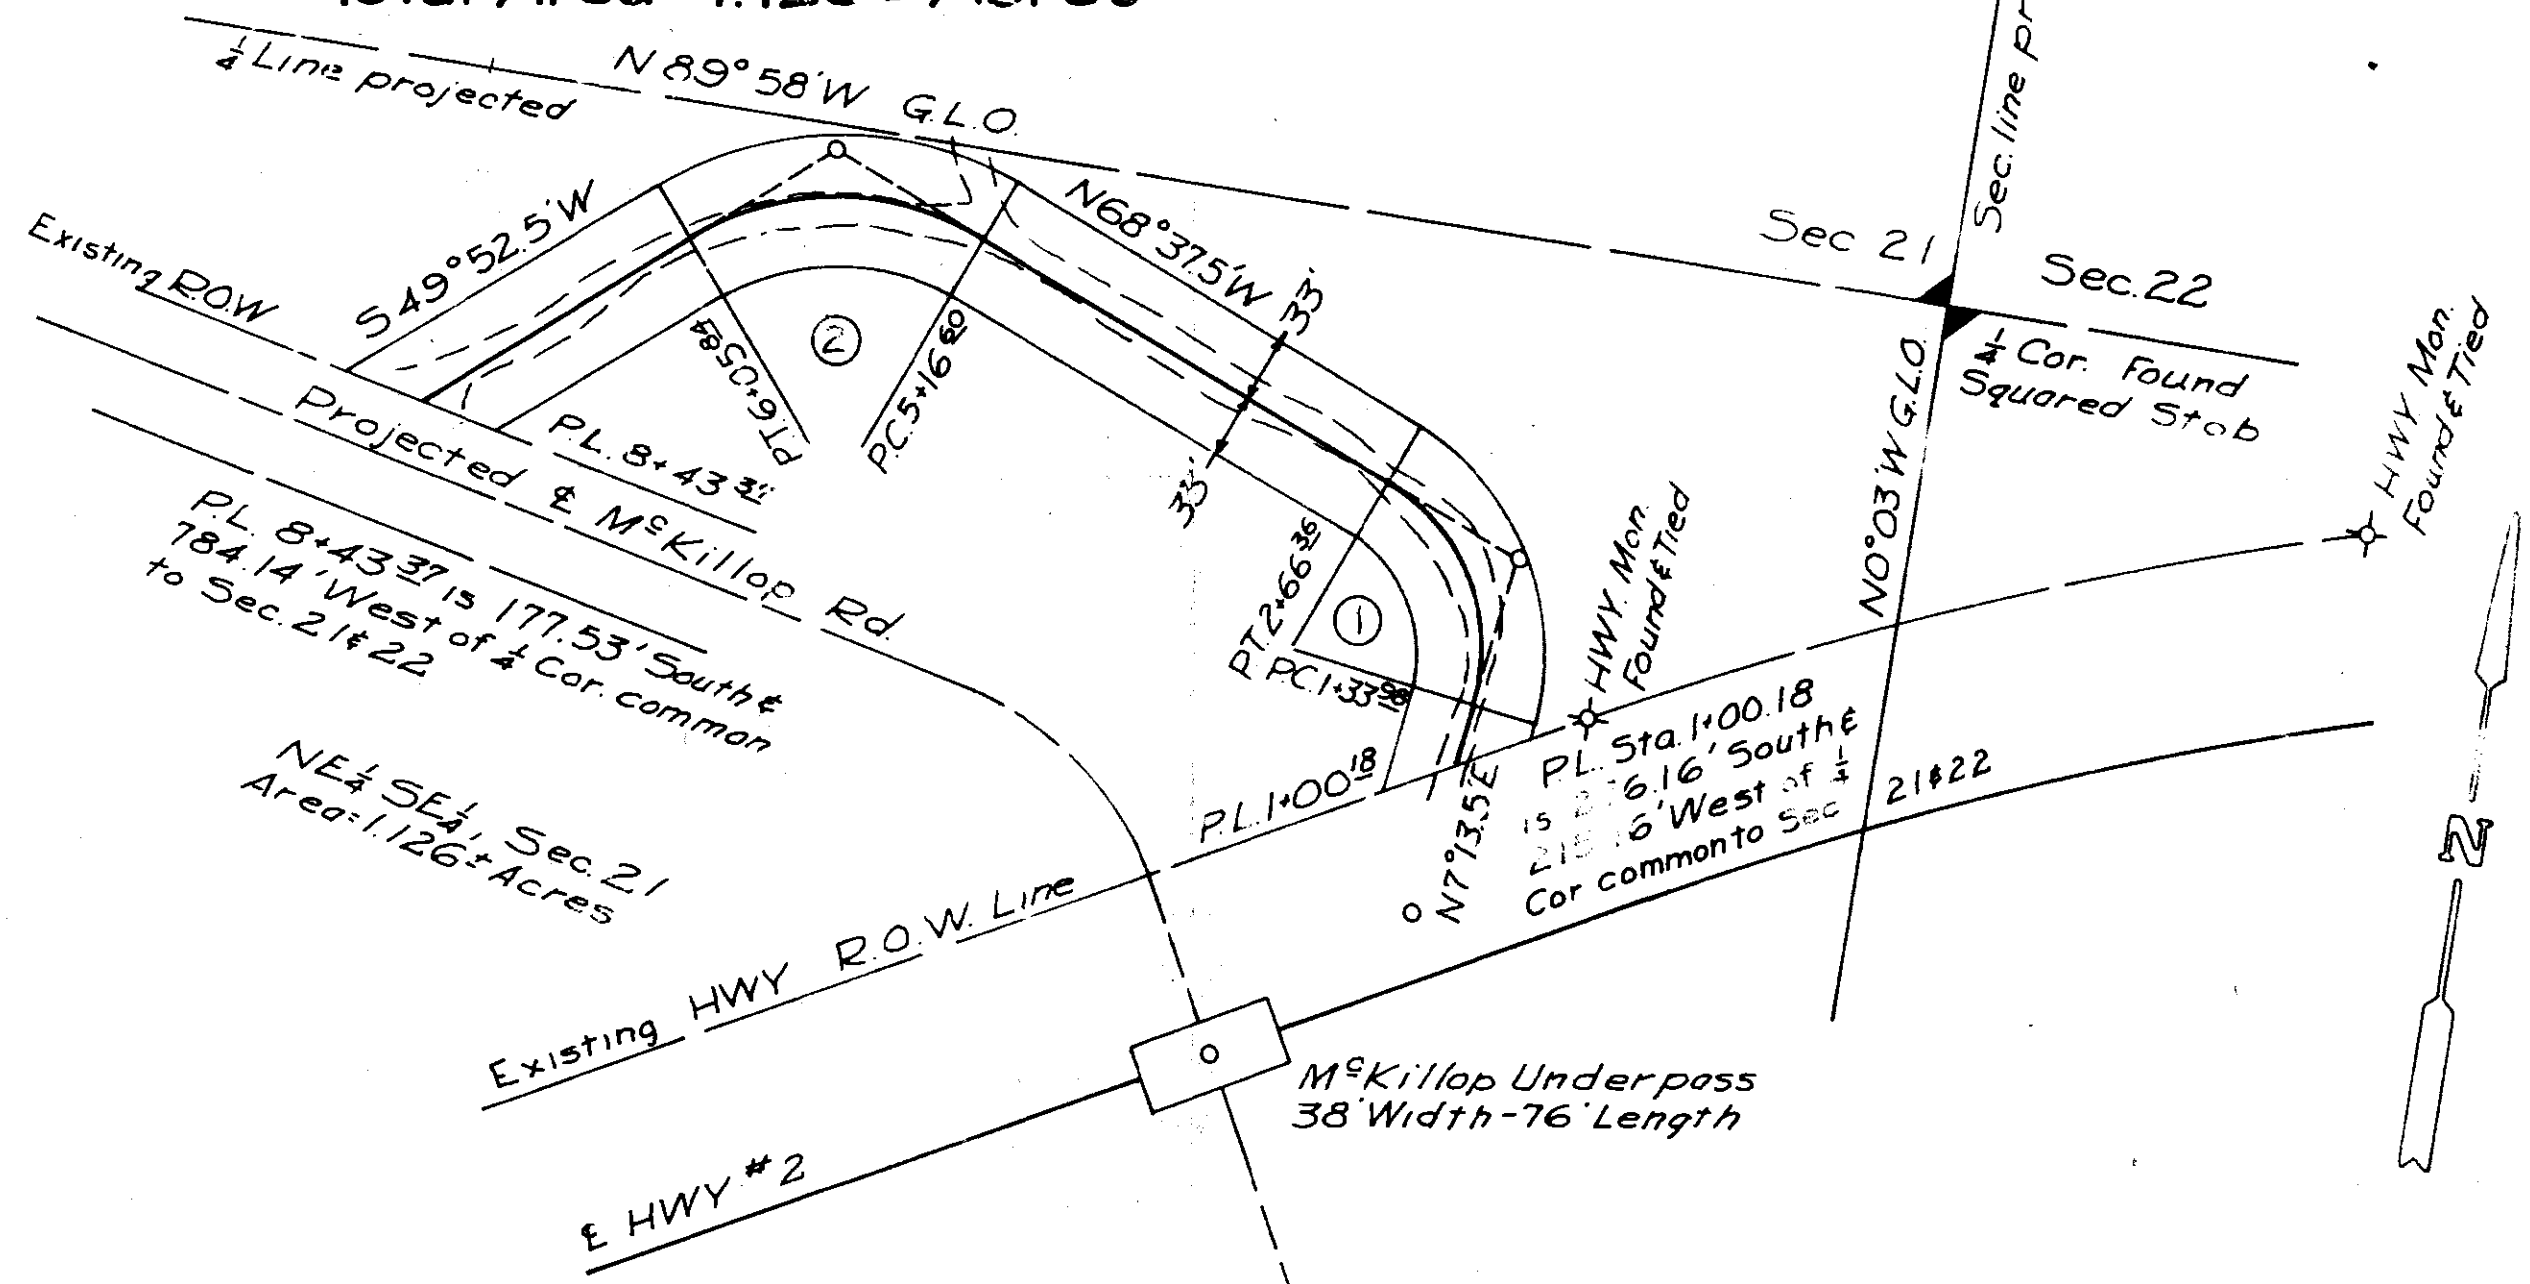 Total Area 1.126 ± Acres
¼ Line projected
N 89°58'W G.L.O.
Sec. line
Existing R.O.W
S 49°52.5'W
N68°37.5'W
33'
33'
Sec 21
Sec. 22
¼ Cor. Found
Squared Stob
HWY. Mon.
Found & Tied
N0°03'W G.L.O.
P.T. 6+05 84
P.C. 5+16 60
2
P.L. 8+43
Projected ℄ McKillop Rd.
P.L. 8+43 37 is 177.53' South &
784.14' West of ¼ Cor. common
to Sec. 21 & 22
P.T. 2+66 36
1
P.C. 1+33 98
HWY. Mon.
Found & Tied
P.L. 1+00 18
N7°13.5'E
P.L. Sta. 1+00.18
is 6.16' South &
6' West of ¼
Cor common to Sec 21 & 22
NE¼ SE¼, Sec. 21
Area=1.126± Acres
Existing HWY R.O.W. Line
N
McKillop Underpass
38' Width - 76' Length
℄ HWY #2